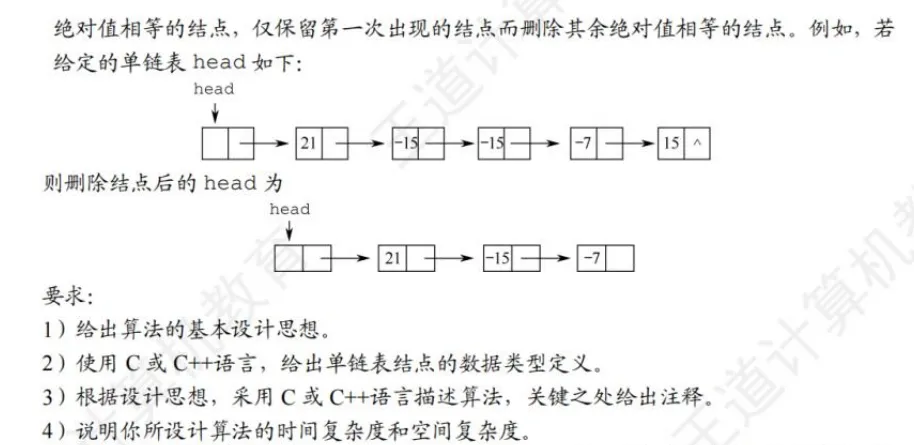 绝对值相等的结点，仅保留第一次出现的结点而删除其余绝对值相等的结点。例如，若
给定的单链表 head 如下：
head
21 -15 -15 -7 15 ^
则删除结点后的 head 为
head
21 -15 -7
要求：
1）给出算法的基本设计思想。
2）使用 C 或 C++语言，给出单链表结点的数据类型定义。
3）根据设计思想，采用 C 或 C++语言描述算法，关键之处给出注释。
4）说明你所设计算法的时间复杂度和空间复杂度。
王道计算机教育